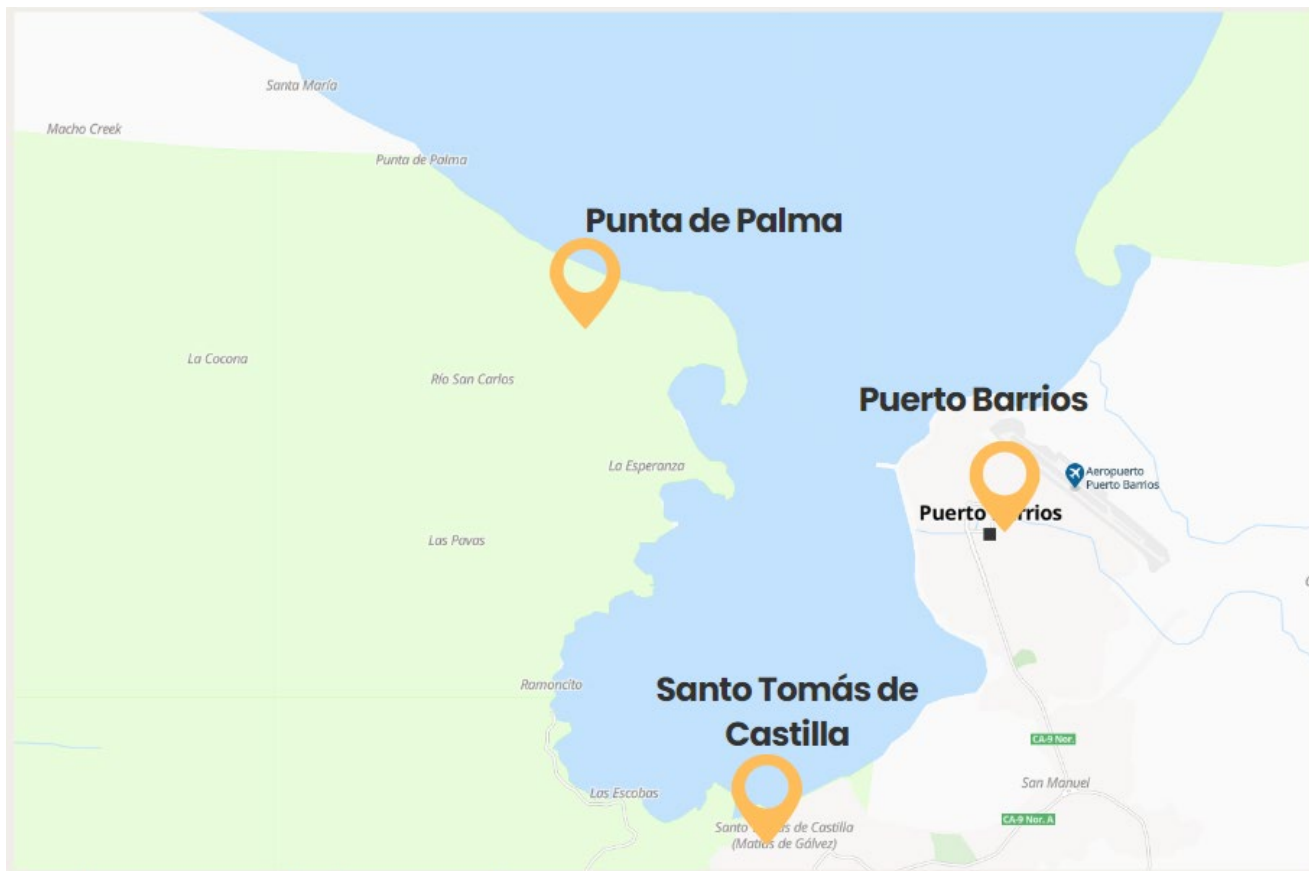 Santa María
Macho Creek
Punta de Palma
Punta de Palma
La Cocona
Río San Carlos
Puerto Barrios
La Esperanza
Aeropuerto
Puerto Barrios
Puerto rrios
Las Pavas
Ramoncito
Santo Tomás de
Castilla
CA-9 Nor.
San Manuel
Las Escobas
CA-9 Nor. A
Santo s de Castilla
(Matías de Gálvez)